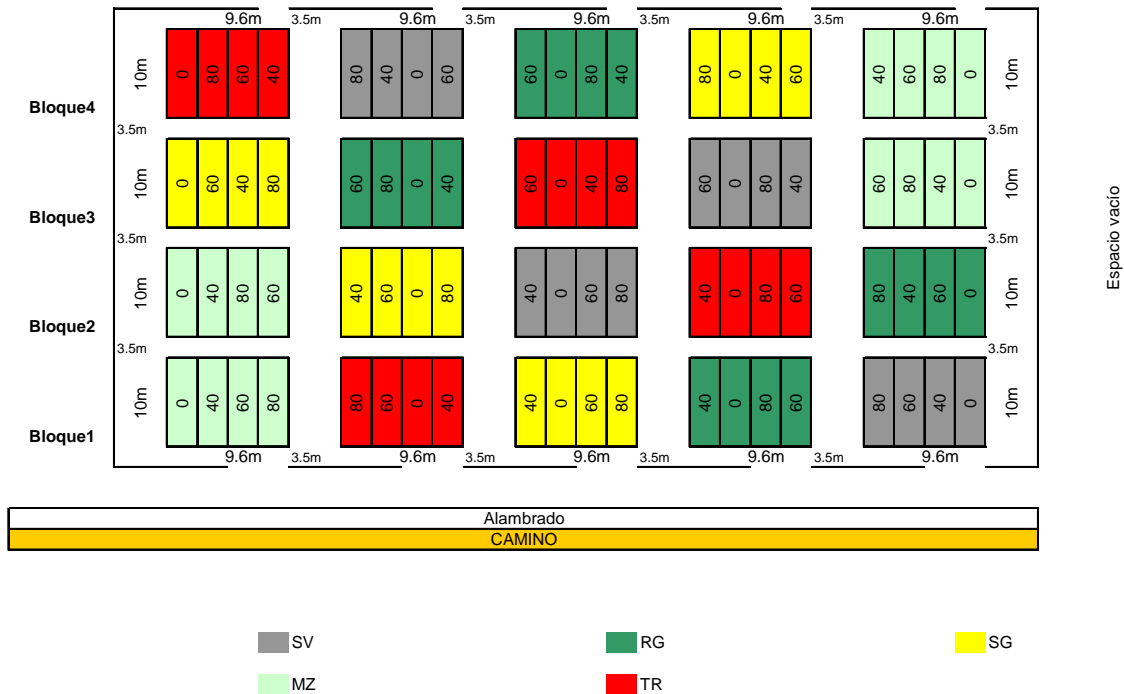 9.6m 3.5m 9.6m 3.5m 9.6m 3.5m 9.6m 3.5m 9.6m
10m 0 80 60 40 80 40 0 60 60 0 80 40 80 0 40 60 40 60 80 0 10m
Bloque4
3.5m 3.5m
10m 0 60 40 80 60 80 0 40 60 0 40 80 60 0 80 40 60 80 40 0 10m
Bloque3
Espacio vacío
3.5m 3.5m
10m 0 40 80 60 40 60 0 80 40 0 60 80 40 0 80 60 80 40 60 0 10m
Bloque2
3.5m 3.5m
10m 0 40 60 80 80 60 0 40 40 0 60 80 40 0 80 60 80 60 40 0 10m
Bloque1
9.6m 3.5m 9.6m 3.5m 9.6m 3.5m 9.6m 3.5m 9.6m
Alambrado
CAMINO
SV RG SG
MZ TR